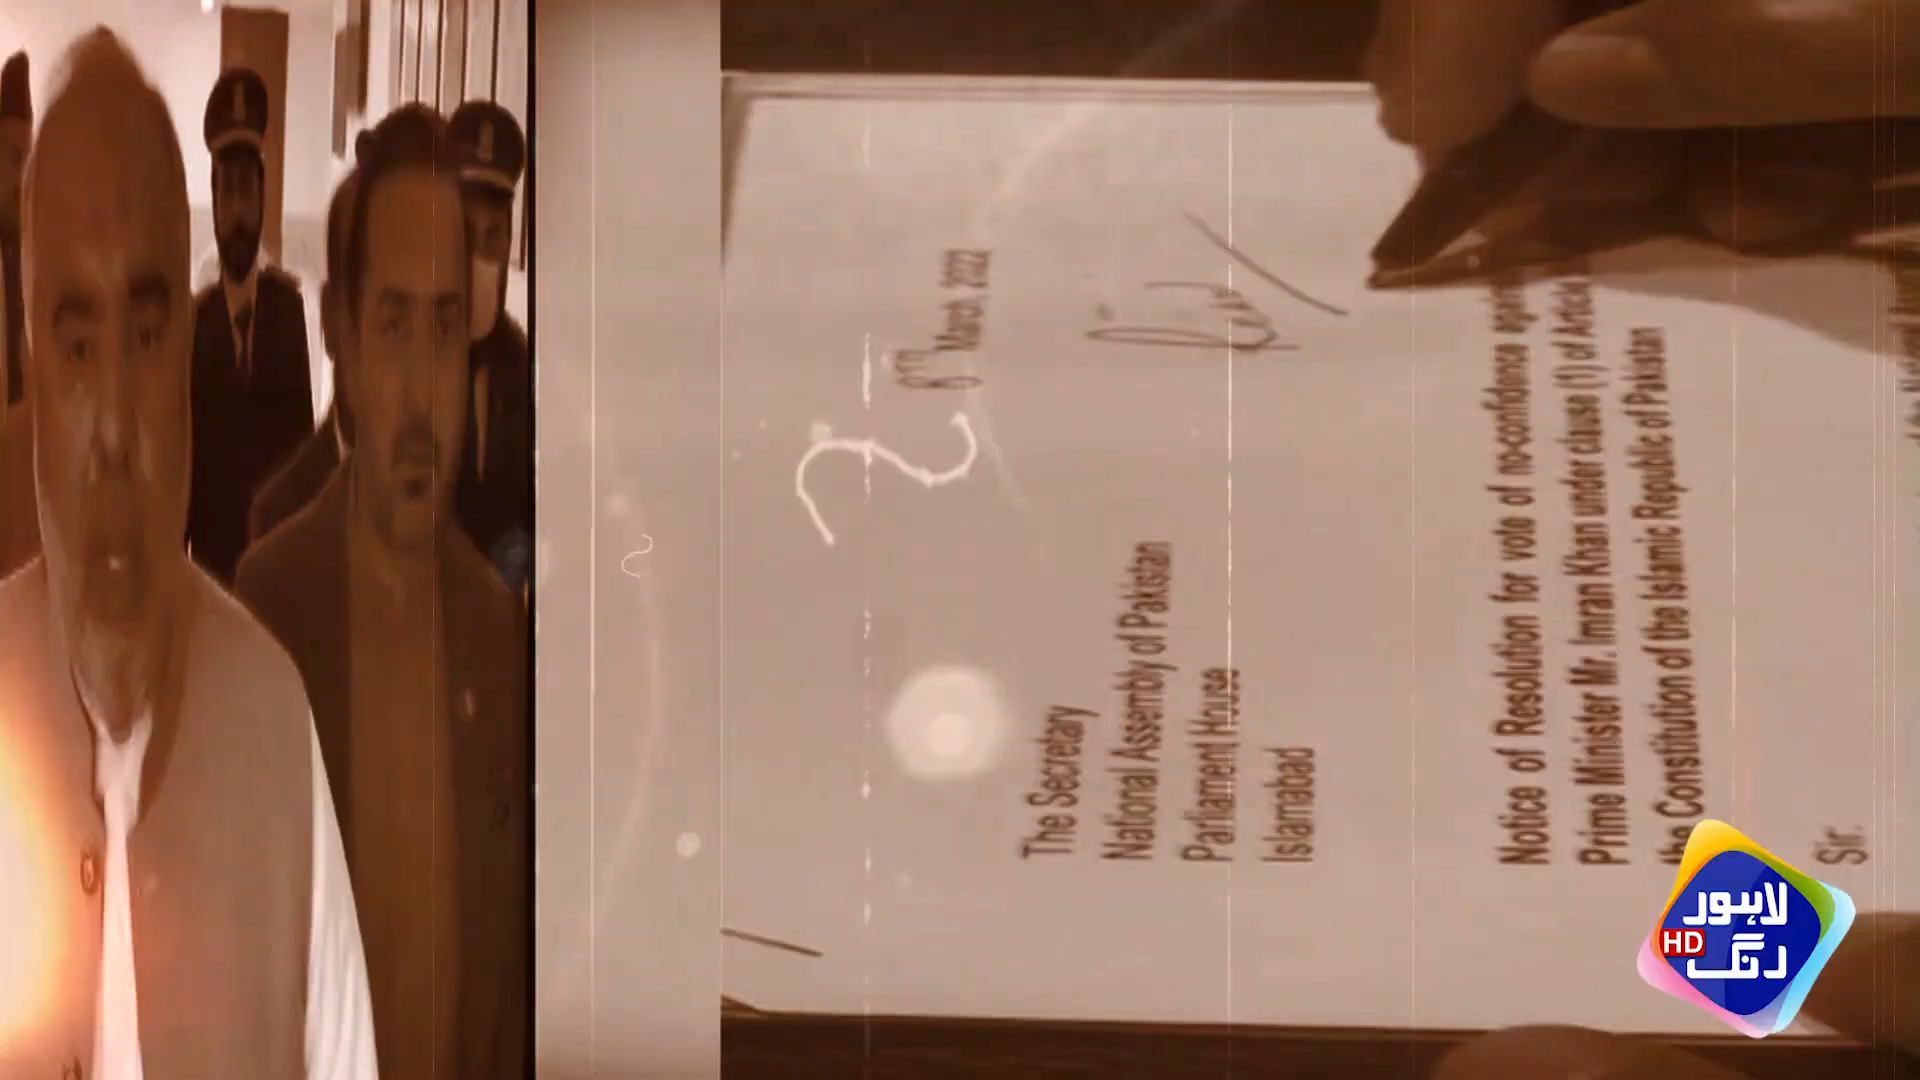 8TH March, 2022
The Secretary
National Assembly of Pakistan
Parliament House
Islamabad
Notice of Resolution for vote of no-confidence
Prime Minister Mr. Imran Khan under clause (1) of Article
the Constitution of the Islamic Republic of Pakistan
Sir.
لاہور
رنگ
HD